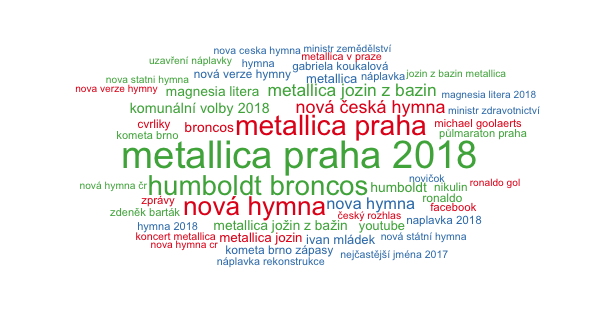 nova ceska hymna ministr zemědělství
uzavření náplavky hymna metallica v praze
gabriela koukalová
nova statni hymna nová verze hymny metallica náplavka jozin z bazin metallica
nova verze hymny magnesia litera metallica jozin z bazin magnesia litera 2018
komunální volby 2018 nová česká hymna ministr zdravotnictví
cvrliky broncos metallica praha michael goolaerts
kometa brno půlmaraton praha
metallica praha 2018
nová hymna čr humboldt broncos humboldt novičok nikulin ronaldo gol
zprávy nová hymna nova hymna ronaldo
zdeněk barták český rozhlas facebook
hymna 2018 metallica jožin z bažin youtube naplavka 2018
koncert metallica metallica jozin ivan mládek nová státní hymna
nova hymna cr kometa brno zápasy nejčastější jména 2017
náplavka rekonstrukce